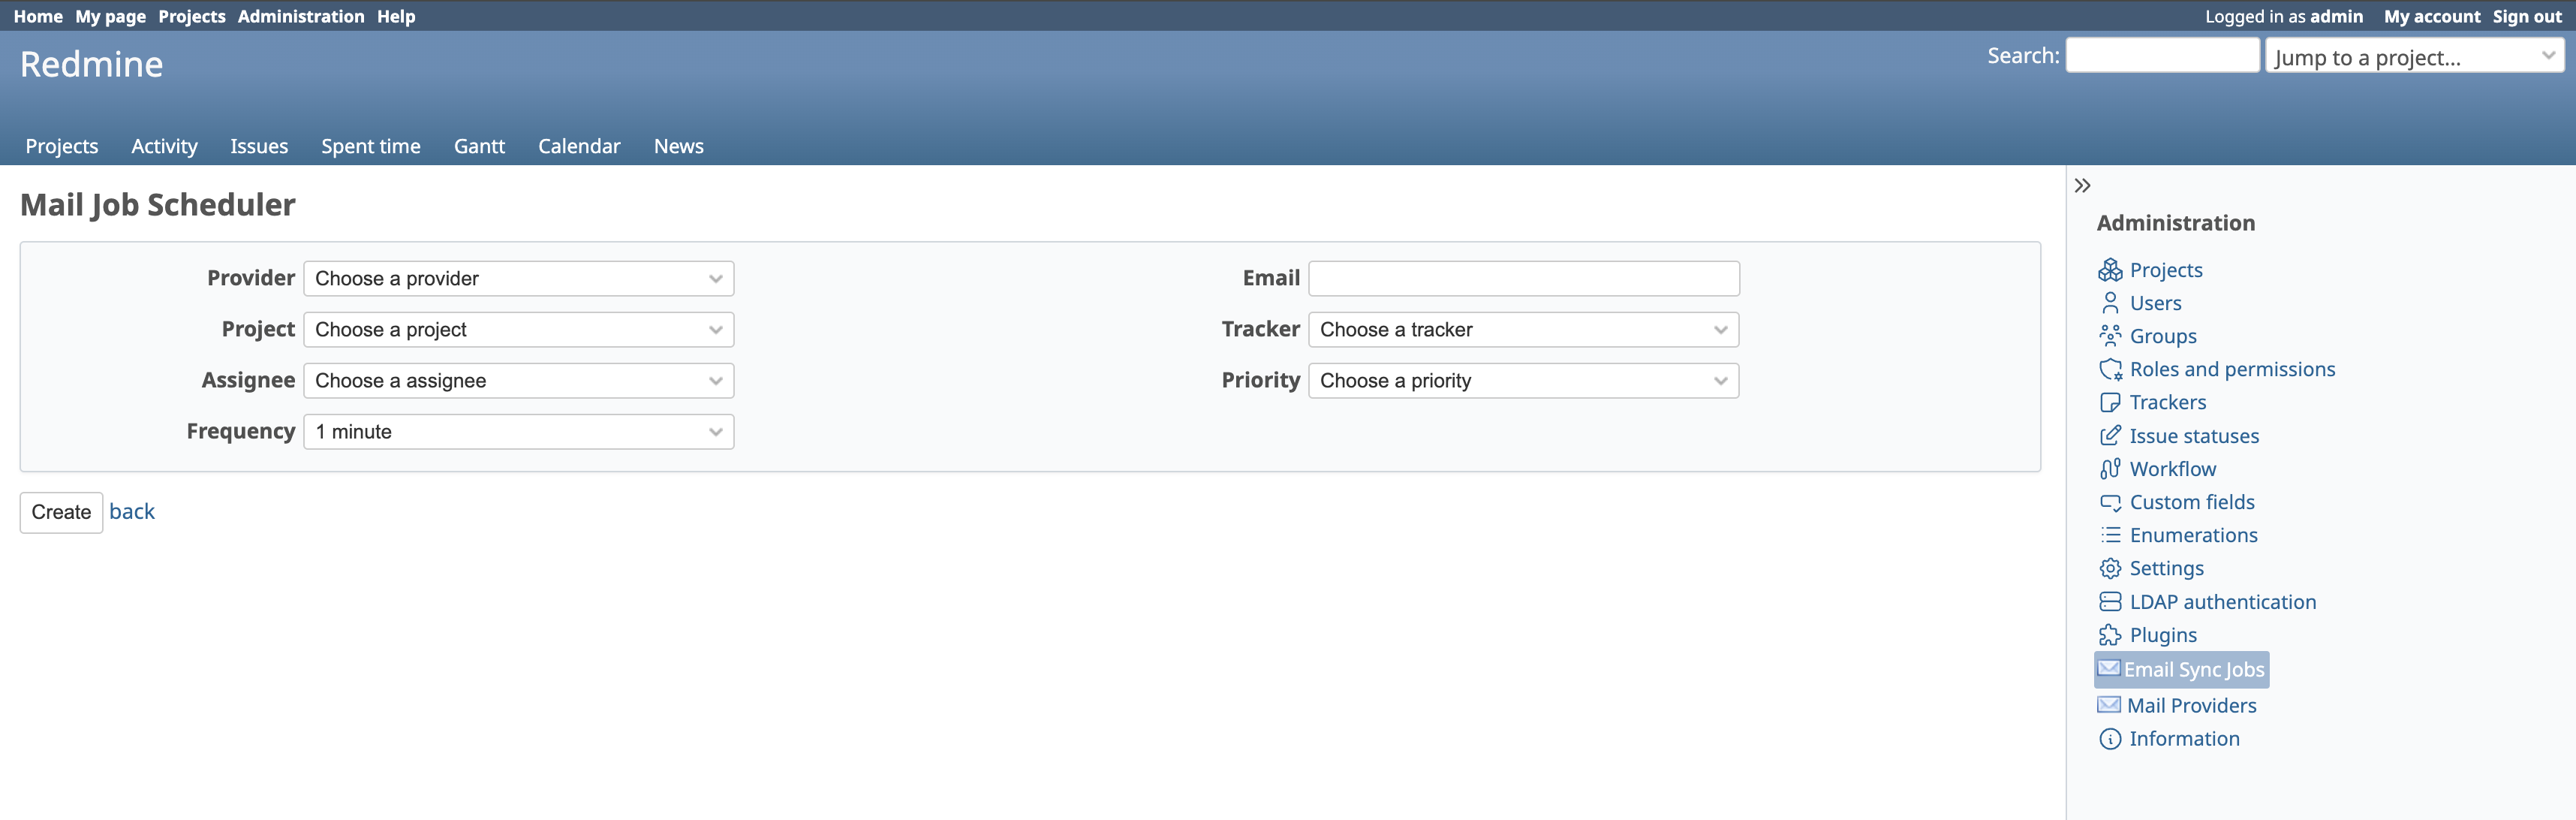 Home My page Projects Administration Help
Logged in as admin My account Sign out
Redmine
Search: Jump to a project...
Projects Activity Issues Spent time Gantt Calendar News
Mail Job Scheduler
Provider Choose a provider
Email
Project Choose a project
Tracker Choose a tracker
Assignee Choose a assignee
Priority Choose a priority
Frequency 1 minute
Create back
Administration
Projects
Users
Groups
Roles and permissions
Trackers
Issue statuses
Workflow
Custom fields
Enumerations
Settings
LDAP authentication
Plugins
Email Sync Jobs
Mail Providers
Information